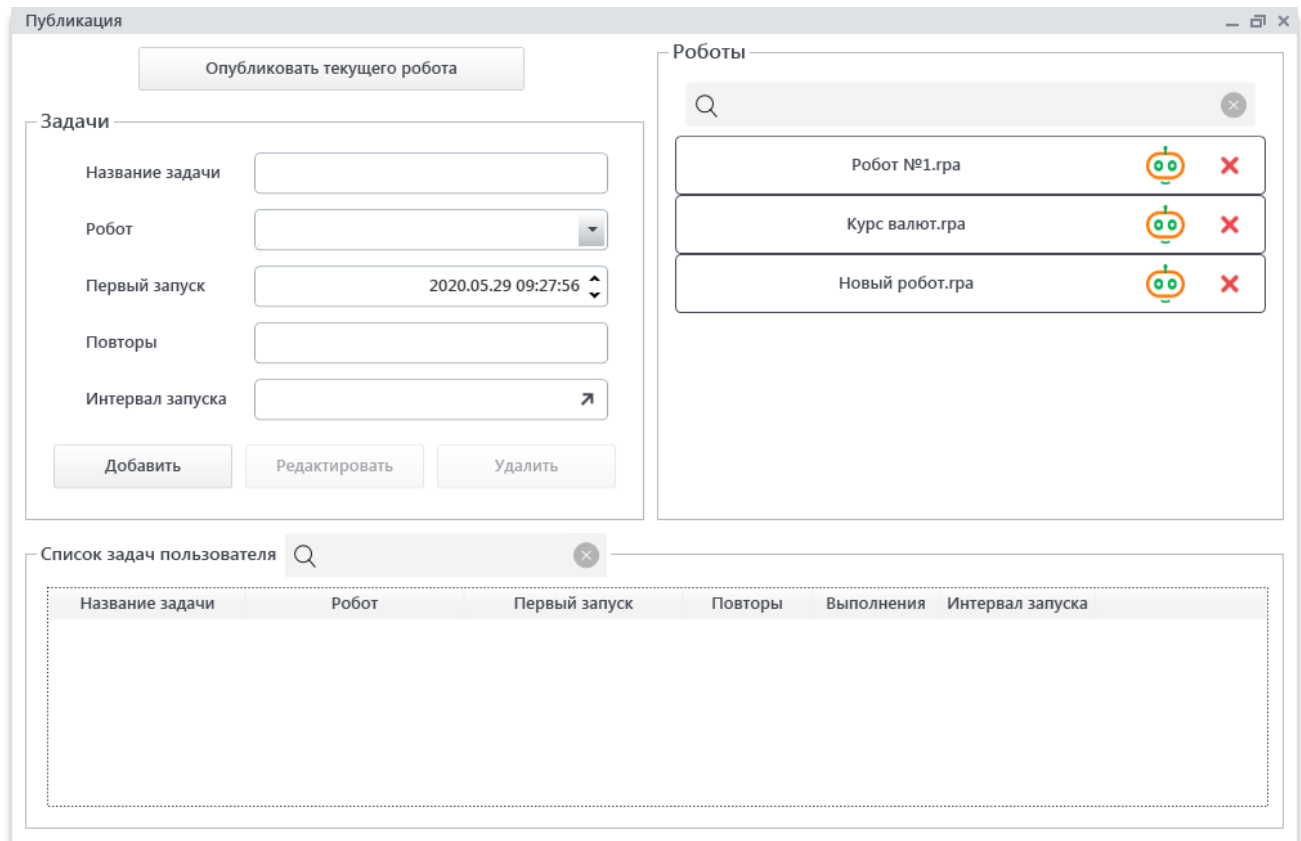 Публикация
Опубликовать текущего робота
Задачи
Название задачи
Робот
Первый запуск
2020.05.29 09:27:56
Повторы
Интервал запуска
Добавить
Редактировать
Удалить
Роботы
Робот №1.rpa
Курс валют.rpa
Новый робот.rpa
Список задач пользователя
Название задачи Робот Первый запуск Повторы Выполнения Интервал запуска